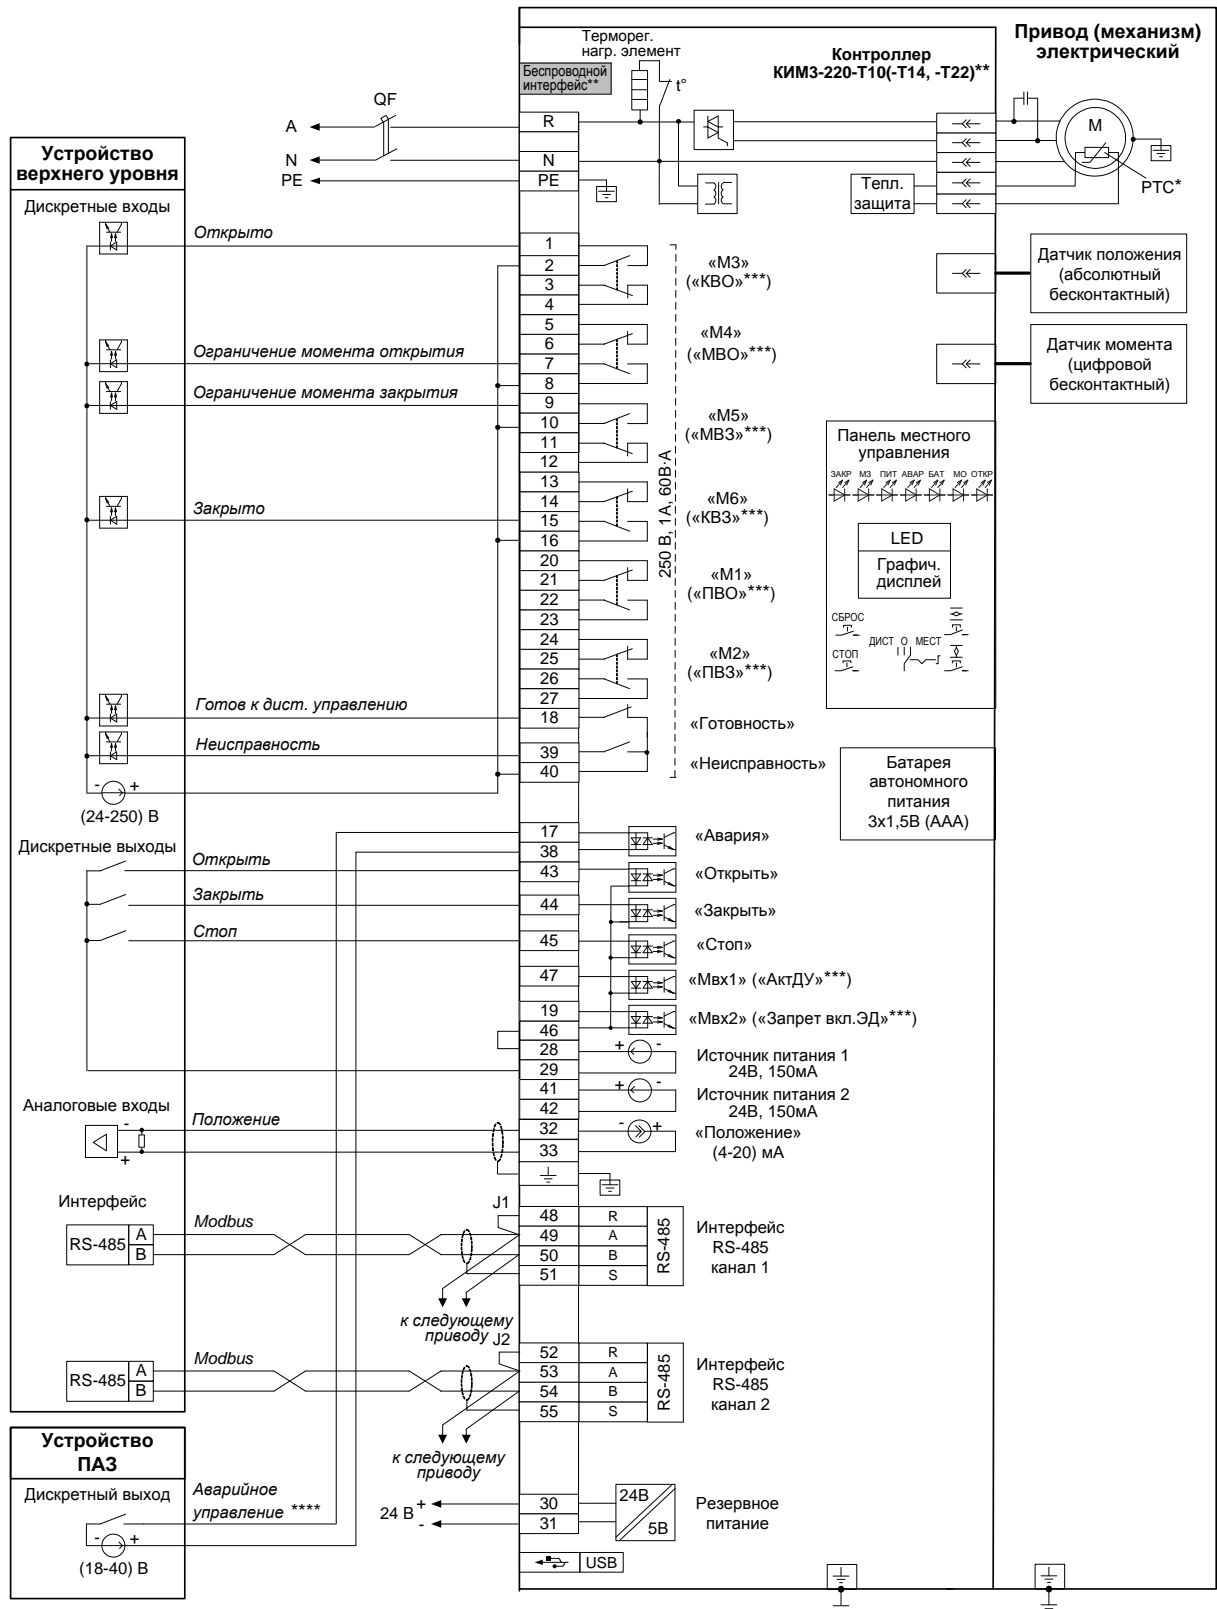 Привод (механизм)
электрический
Контроллер
КИМ3-220-Т10(-Т14, -Т22)**
Терморег.
нагр. элемент
t°
Беспроводной
интерфейс**
QF
A
N
PE
R
N
PE
Тепл.
защита
M
PTC*
Устройство
верхнего уровня
Дискретные входы
Открыто
Ограничение момента открытия
Ограничение момента закрытия
Закрыто
Готов к дист. управлению
Неисправность
- +
(24-250) В
1
2
3
4
5
6
7
8
9
10
11
12
13
14
15
16
20
21
22
23
24
25
26
27
18
39
40
«М3»
(«КВО»***)
«М4»
(«МВО»***)
«М5»
(«МВЗ»***)
«М6»
(«КВЗ»***)
«М1»
(«ПВО»***)
«М2»
(«ПВЗ»***)
«Готовность»
«Неисправность»
250 В, 1А, 60В·А
Датчик положения
(абсолютный
бесконтактный)
Датчик момента
(цифровой
бесконтактный)
Панель местного
управления
ЗАКР МЗ ПИТ АВАР БАТ МО ОТКР
LED
Графич.
дисплей
СБРОС
СТОП
ДИСТ О МЕСТ
Батарея
автономного
питания
3x1,5В (ААА)
Дискретные выходы
Открыть
Закрыть
Стоп
17
38
43
44
45
47
19
46
28
29
41
42
32
33
«Авария»
«Открыть»
«Закрыть»
«Стоп»
«Мвх1» («АктДУ»***)
«Мвх2» («Запрет вкл.ЭД»***)
+ -
Источник питания 1
24В, 150мА
+ -
Источник питания 2
24В, 150мА
- +
«Положение»
(4-20) мА
Аналоговые входы
Положение
-
+
Интерфейс
RS-485
A
B
Modbus
J1
48
49
50
51
R
A
B
S
RS-485
Интерфейс
RS-485
канал 1
к следующему
приводу
RS-485
A
B
Modbus
J2
52
53
54
55
R
A
B
S
RS-485
Интерфейс
RS-485
канал 2
к следующему
приводу
Устройство
ПАЗ
Дискретный выход
Аварийное
управление ****
- +
(18-40) В
24 В
+
-
30
31
24В
5В
Резервное
питание
USB